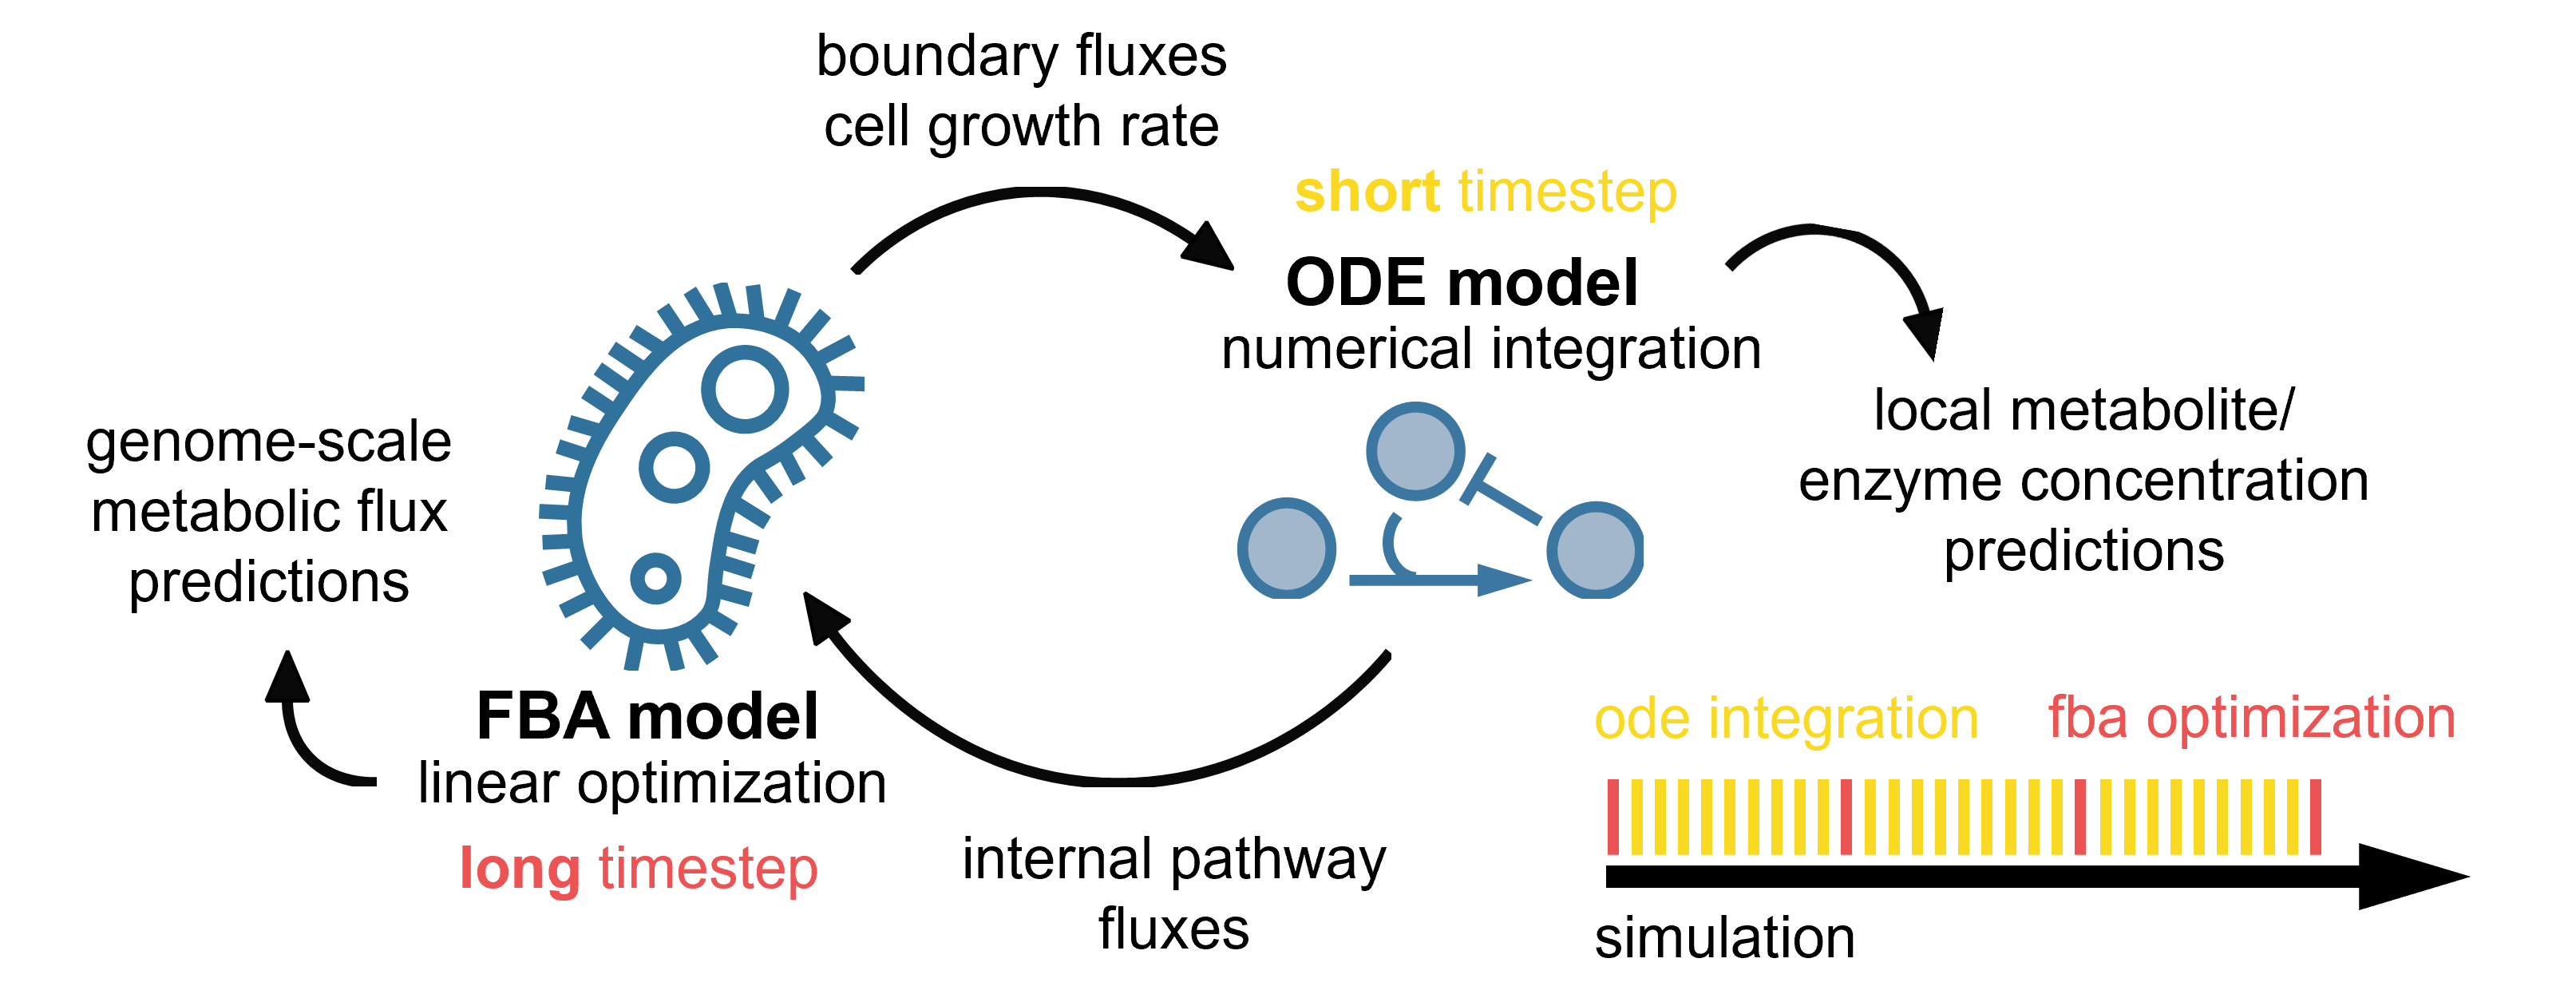 boundary fluxes
cell growth rate
short timestep
ODE model
numerical integration
local metabolite/
enzyme concentration
predictions
genome-scale
metabolic flux
predictions
FBA model
linear optimization
long timestep
internal pathway
fluxes
ode integration
fba optimization
simulation